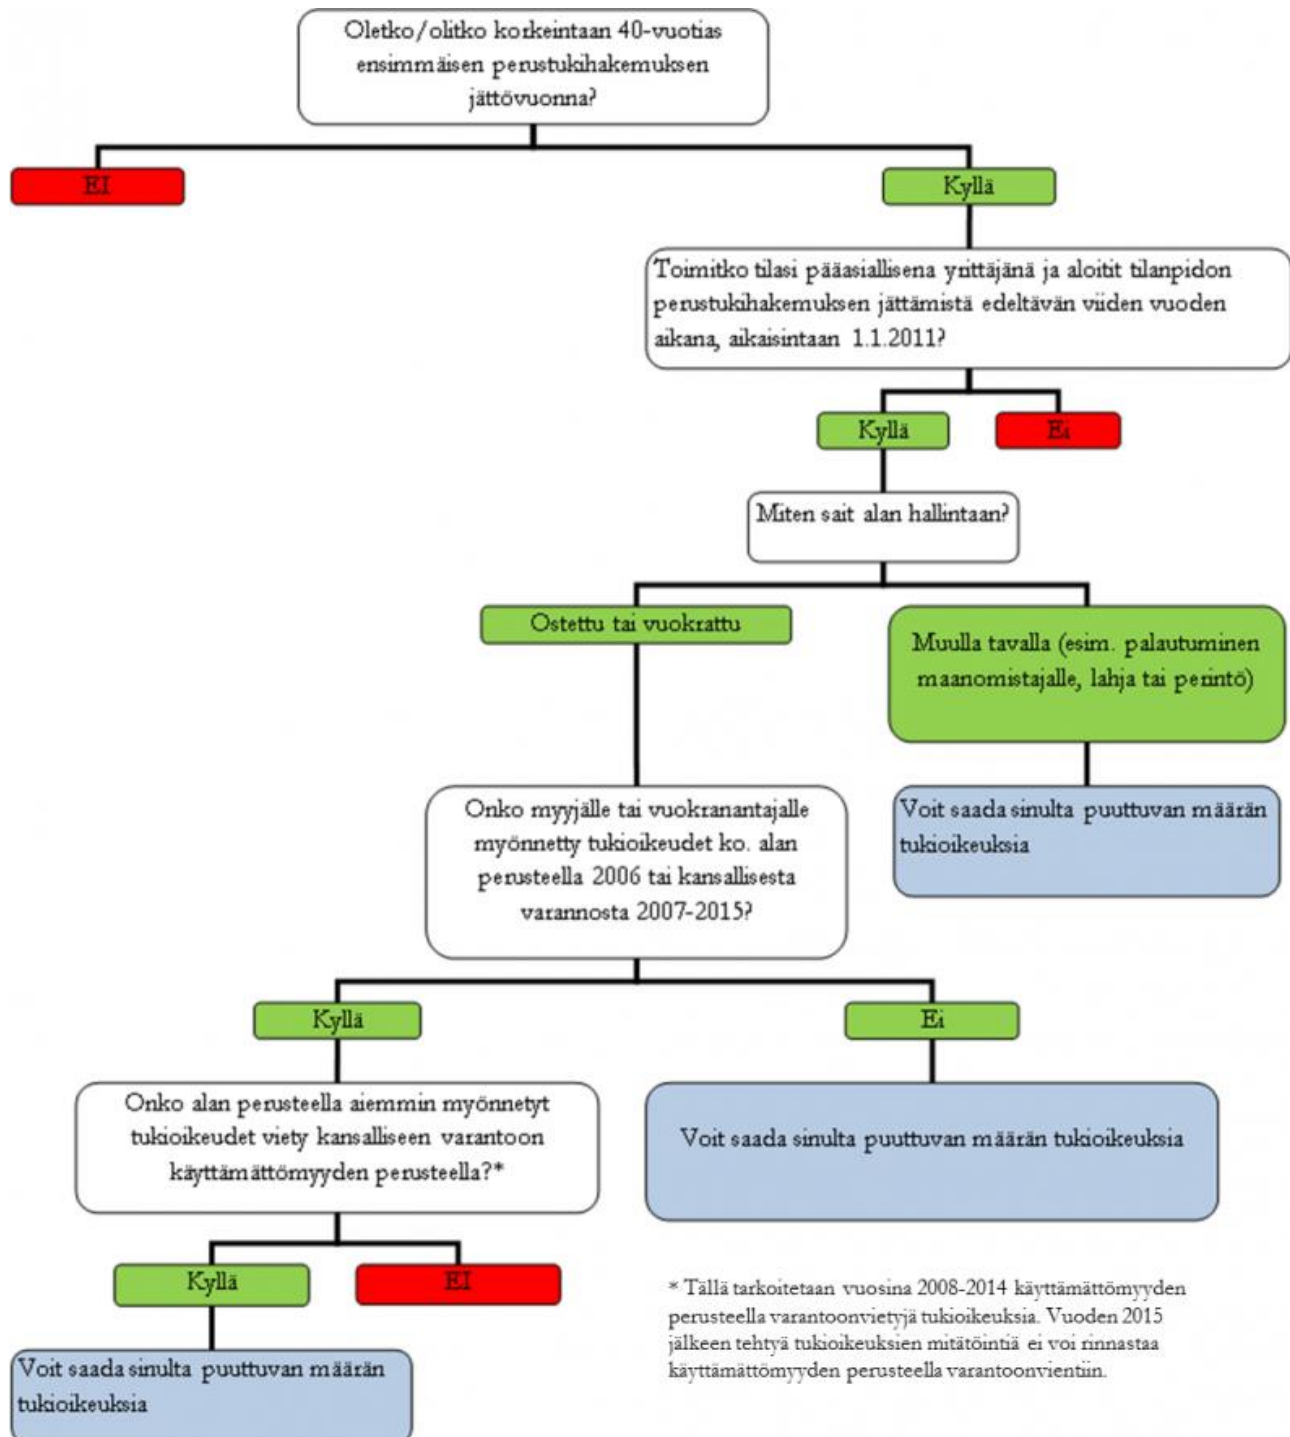 Oletko/olitko korkeintaan 40-vuotias
ensimmäisen perustukihakemuksen
jättövuonna?
EI
Kyllä
Toimitko tilasi pääasiallisena yrittäjänä ja aloitit tilanpidon
perustukihakemuksen jättämistä edeltävän viiden vuoden
aikana, aikaisintaan 1.1.2011?
Kyllä
Ei
Miten sait alan hallintaan?
Ostettu tai vuokrattu
Muulla tavalla (esim. palautuminen
maanomistajalle, lahja tai perintö)
Onko myyjälle tai vuokranantajalle
myönnetty tukioikeudet ko. alan
perusteella 2006 tai kansallisesta
varannosta 2007-2015?
Voit saada sinulta puuttuvan määrän
tukioikeuksia
Kyllä
Ei
Onko alan perusteella aiemmin myönnetyt
tukioikeudet viety kansalliseen varantoon
käyttämättömyyden perusteella?*
Voit saada sinulta puuttuvan määrän tukioikeuksia
Kyllä
EI
Voit saada sinulta puuttuvan määrän
tukioikeuksia
* Tällä tarkoitetaan vuosina 2008-2014 käyttämättömyyden
perusteella varantoonvietyjä tukioikeuksia. Vuoden 2015
jälkeen tehtyä tukioikeuksien mitätöintiä ei voi rinnastaa
käyttämättömyyden perusteella varantoonvientiin.